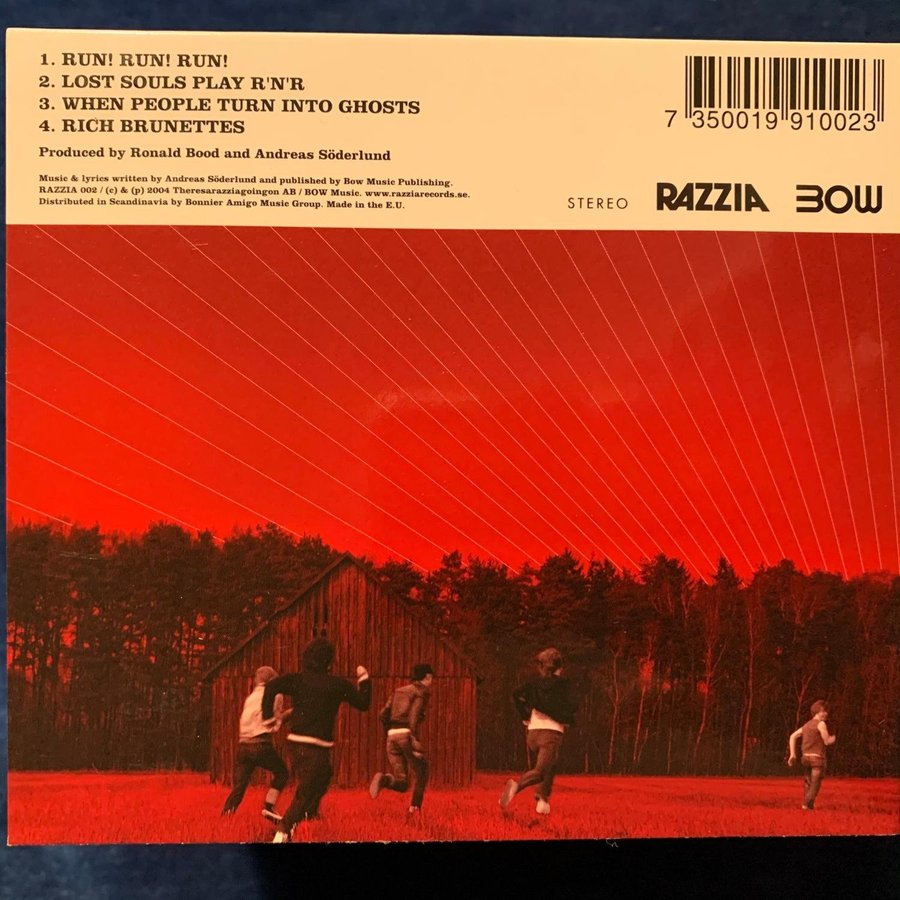 1. RUN! RUN! RUN!
2. LOST SOULS PLAY R'N'R
3. WHEN PEOPLE TURN INTO GHOSTS
4. RICH BRUNETTES
Produced by Ronald Bood and Andreas Söderlund
Music & lyrics written by Andreas Söderlund and published by Bow Music Publishing.
RAZZIA 002 / (c) & (p) 2004 Theresarazziagoingon AB / BOW Music. www.razziarecords.se.
Distributed in Scandinavia by Bonnier Amigo Music Group. Made in the E.U.
7 350019 910023
STEREO RAZZIA BOW